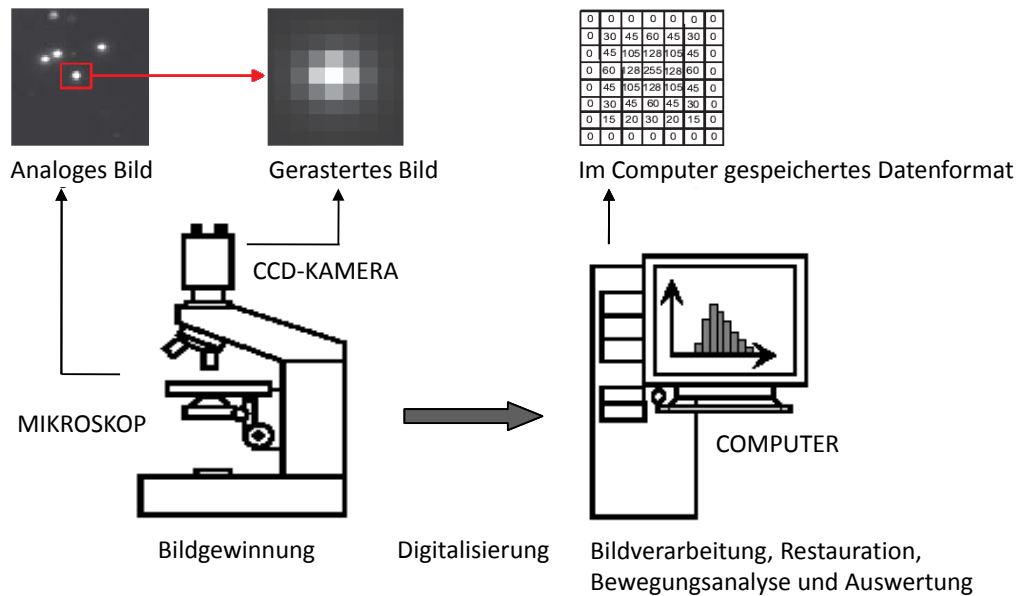 0 0 0 0 0 0 0
0 30 45 60 45 30 0
0 45 105 128 105 45 0
0 60 128 255 128 60 0
0 45 105 128 105 45 0
0 30 45 60 45 30 0
0 15 20 30 20 15 0
0 0 0 0 0 0 0
Analoges Bild
Gerastertes Bild
Im Computer gespeichertes Datenformat
CCD-KAMERA
MIKROSKOP
COMPUTER
Bildgewinnung
Digitalisierung
Bildverarbeitung, Restauration,
Bewegungsanalyse und Auswertung